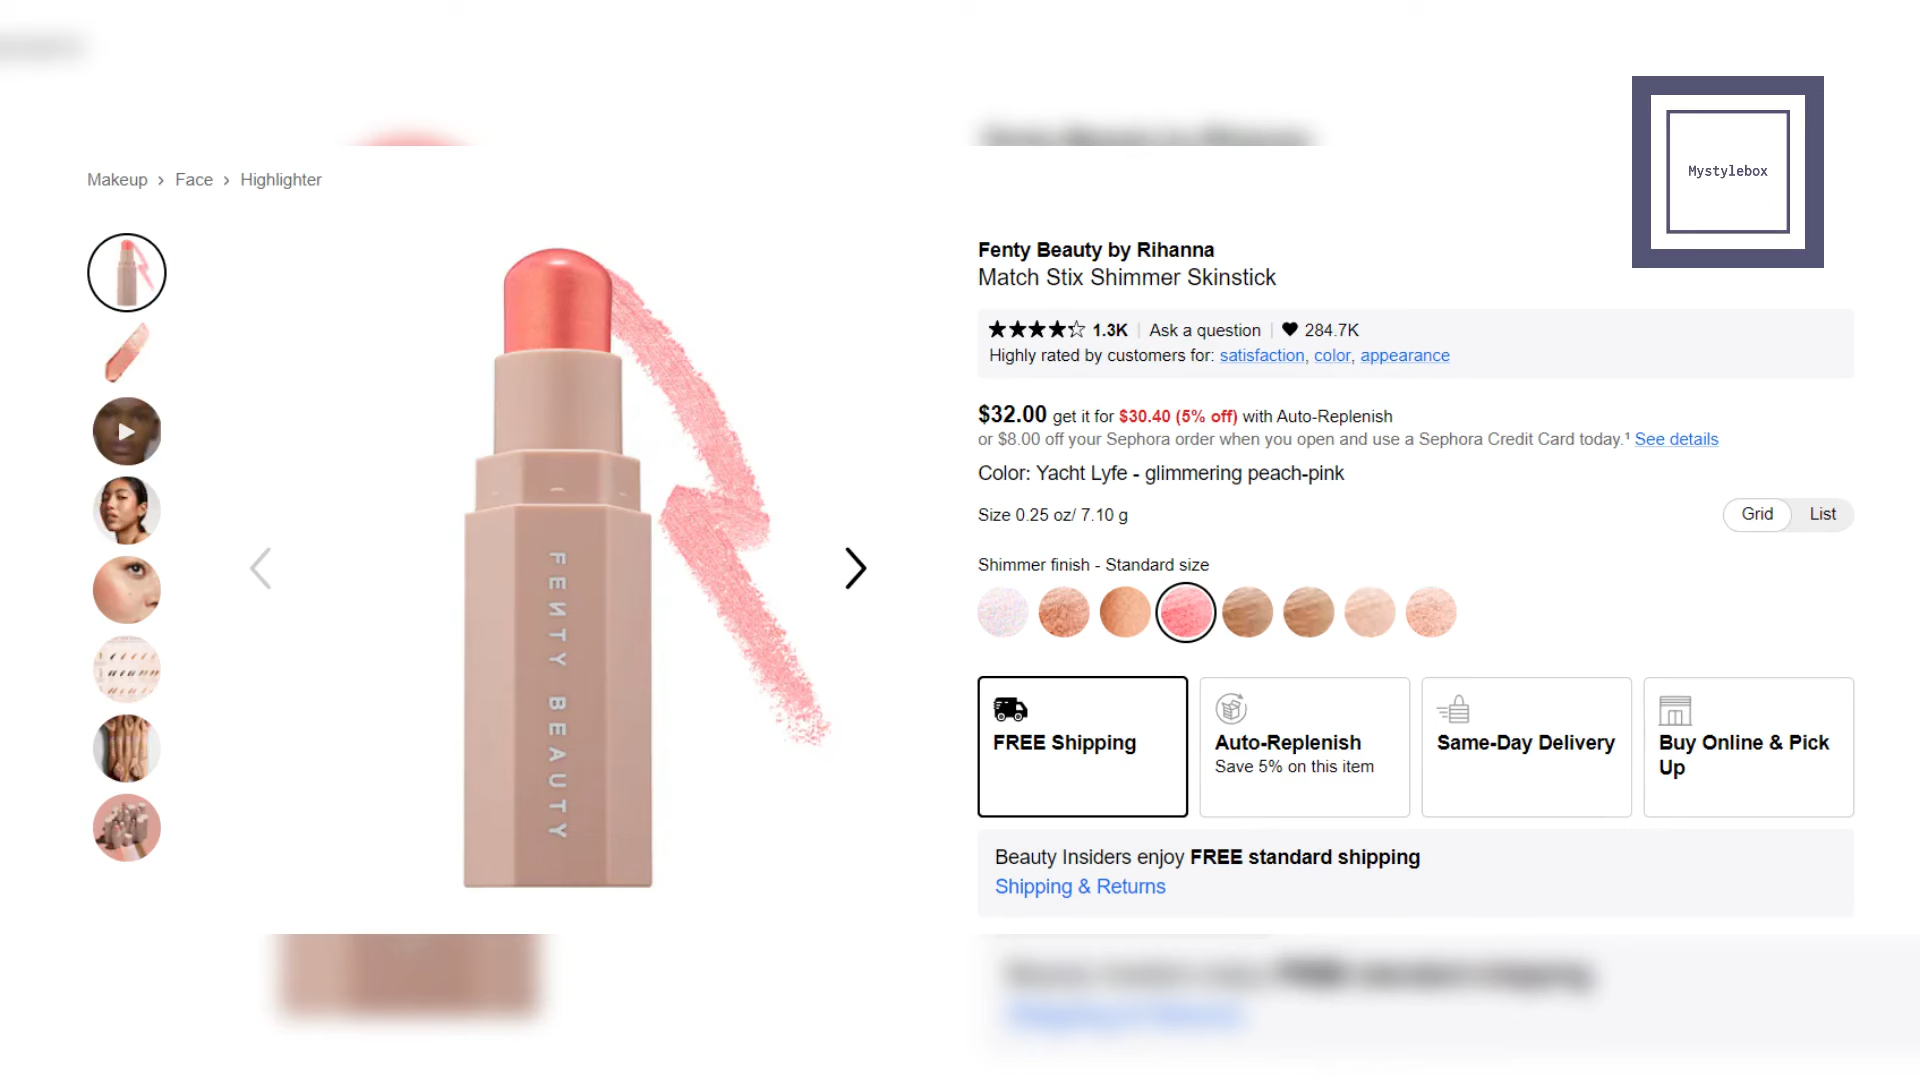 Makeup > Face > Highlighter
FENTY BEAUTY
Mystylebox
Fenty Beauty by Rihanna
Match Stix Shimmer Skinstick
1.3K | Ask a question | 284.7K
Highly rated by customers for: satisfaction, color, appearance
$32.00 get it for $30.40 (5% off) with Auto-Replenish
or $8.00 off your Sephora order when you open and use a Sephora Credit Card today.¹ See details
Color: Yacht Lyfe - glimmering peach-pink
Size 0.25 oz/ 7.10 g
Grid List
Shimmer finish - Standard size
FREE Shipping
Auto-Replenish
Save 5% on this item
Same-Day Delivery
Buy Online & Pick
Up
Beauty Insiders enjoy FREE standard shipping
Shipping & Returns